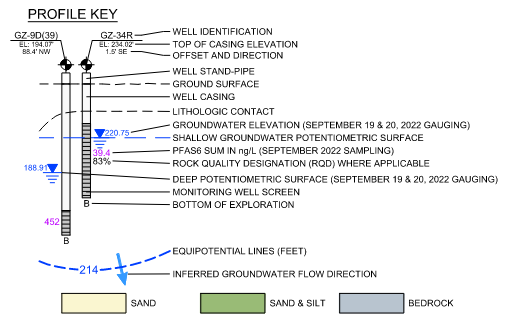 PROFILE KEY
GZ-9D(39)
EL: 194.07'
88.4' NW
GZ-34R
EL: 234.02'
1.5' SE
WELL IDENTIFICATION
TOP OF CASING ELEVATION
OFFSET AND DIRECTION
WELL STAND-PIPE
GROUND SURFACE
WELL CASING
LITHOLOGIC CONTACT
GROUNDWATER ELEVATION (SEPTEMBER 19 & 20, 2022 GAUGING)
220.75
SHALLOW GROUNDWATER POTENTIOMETRIC SURFACE
39.4
PFAS6 SUM IN ng/L (SEPTEMBER 2022 SAMPLING)
83%
ROCK QUALITY DESIGNATION (RQD) WHERE APPLICABLE
188.91
DEEP POTENTIOMETRIC SURFACE (SEPTEMBER 19 & 20, 2022 GAUGING)
MONITORING WELL SCREEN
B
BOTTOM OF EXPLORATION
452
B
EQUIPOTENTIAL LINES (FEET)
214
INFERRED GROUNDWATER FLOW DIRECTION
SAND
SAND & SILT
BEDROCK